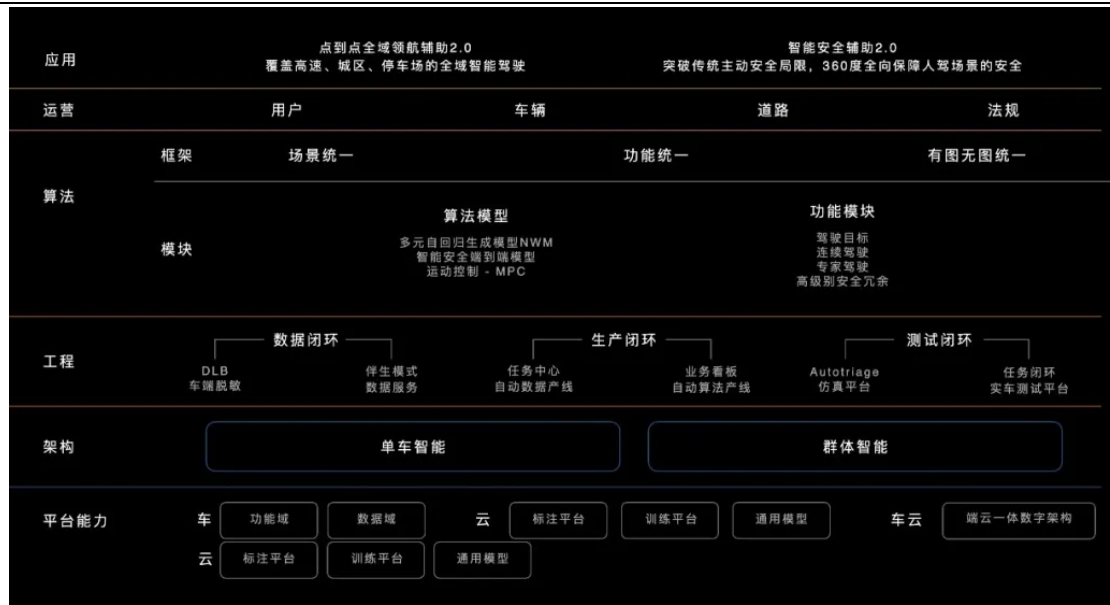 应用
点到点全域领航辅助2.0
覆盖高速、城区、停车场的全域智能驾驶
智能安全辅助2.0
突破传统主动安全局限，360度全向保障人驾场景的安全
运营
用户
车辆
道路
法规
算法
框架
场景统一
功能统一
有图无图统一
模块
算法模型
多元自回归生成模型NWM
智能安全端到端模型
运动控制 - MPC
功能模块
驾驶目标
连续驾驶
专家驾驶
高级别安全冗余
工程
数据闭环
DLB
车端脱敏
伴生模式
数据服务
生产闭环
任务中心
自动数据产线
业务看板
自动算法产线
测试闭环
Autotriage
仿真平台
任务闭环
实车测试平台
架构
单车智能
群体智能
平台能力
车
功能域
数据域
云
标注平台
训练平台
通用模型
车云
端云一体数字架构
云
标注平台
训练平台
通用模型